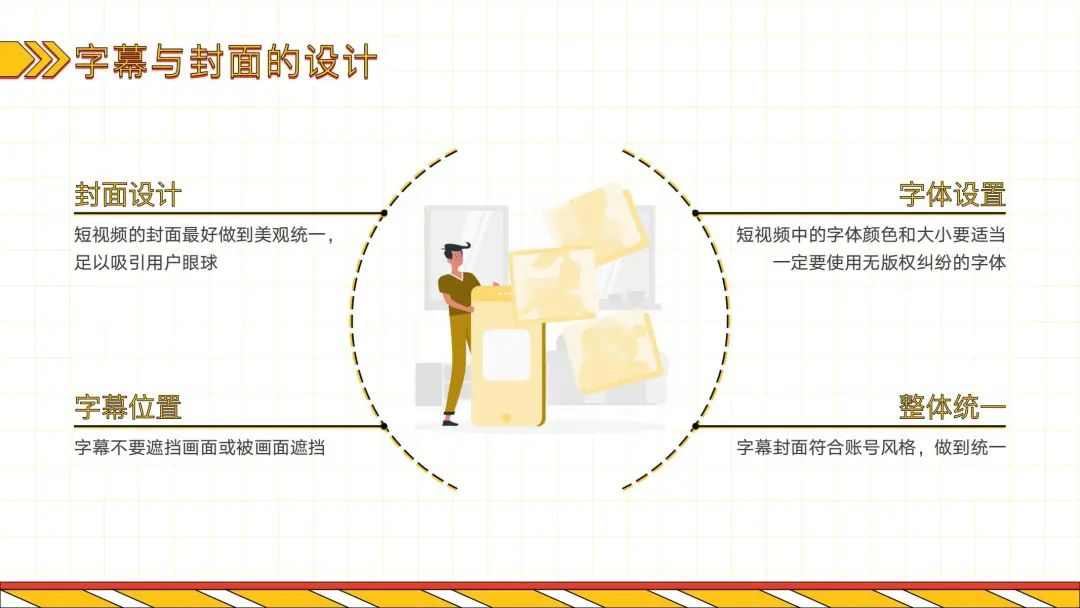 字幕与封面的设计
封面设计
短视频的封面最好做到美观统一，
足以吸引用户眼球
字体设置
短视频中的字体颜色和大小要适当
一定要使用无版权纠纷的字体
字幕位置
字幕不要遮挡画面或被画面遮挡
整体统一
字幕封面符合账号风格，做到统一